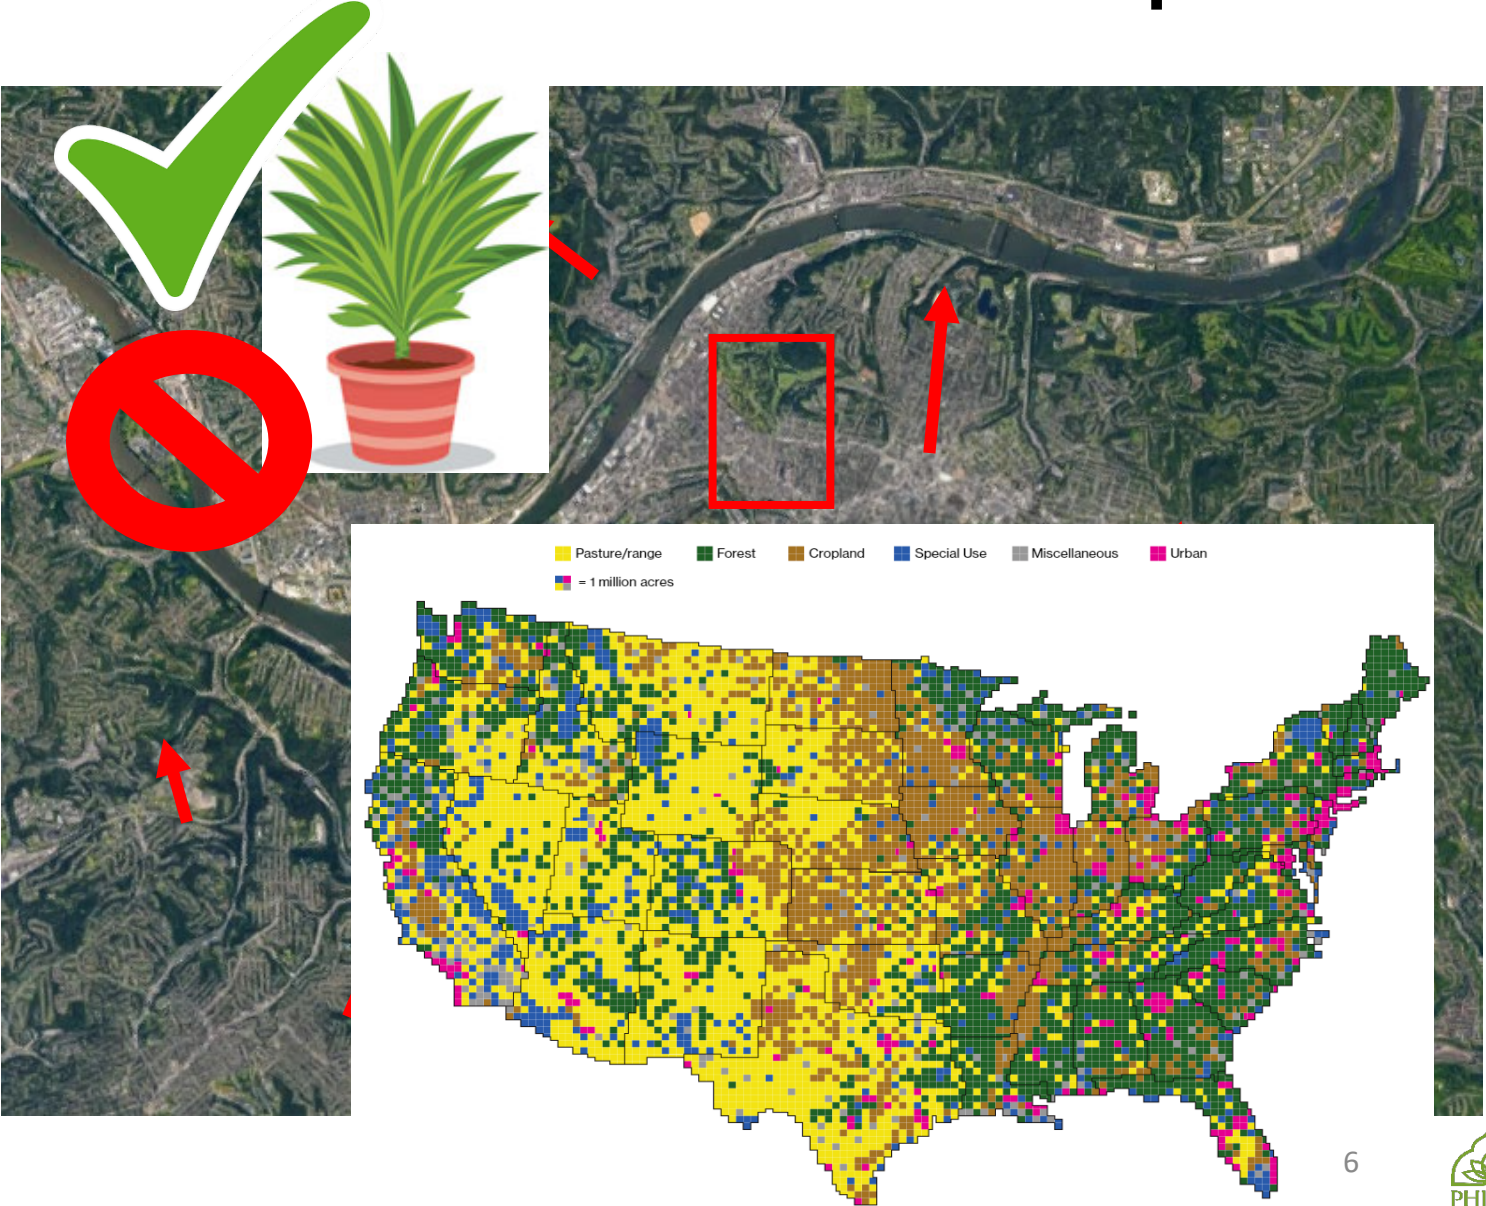 Pasture/range Forest Cropland Special Use Miscellaneous Urban
= 1 million acres
6